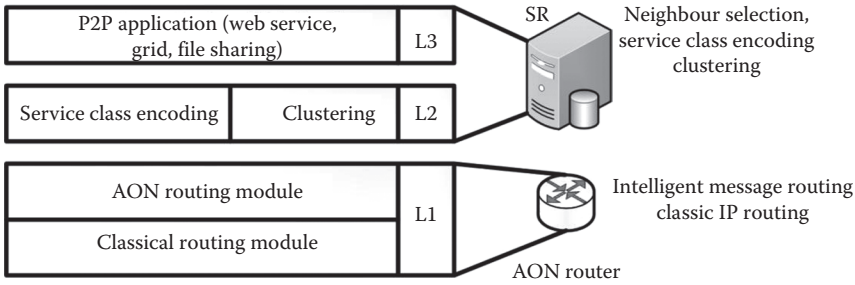 P2P application (web service,
grid, file sharing)
L3
SR
Neighbour selection,
service class encoding
clustering
Service class encoding
Clustering
L2
AON routing module
L1
Classical routing module
Intelligent message routing
classic IP routing
AON router